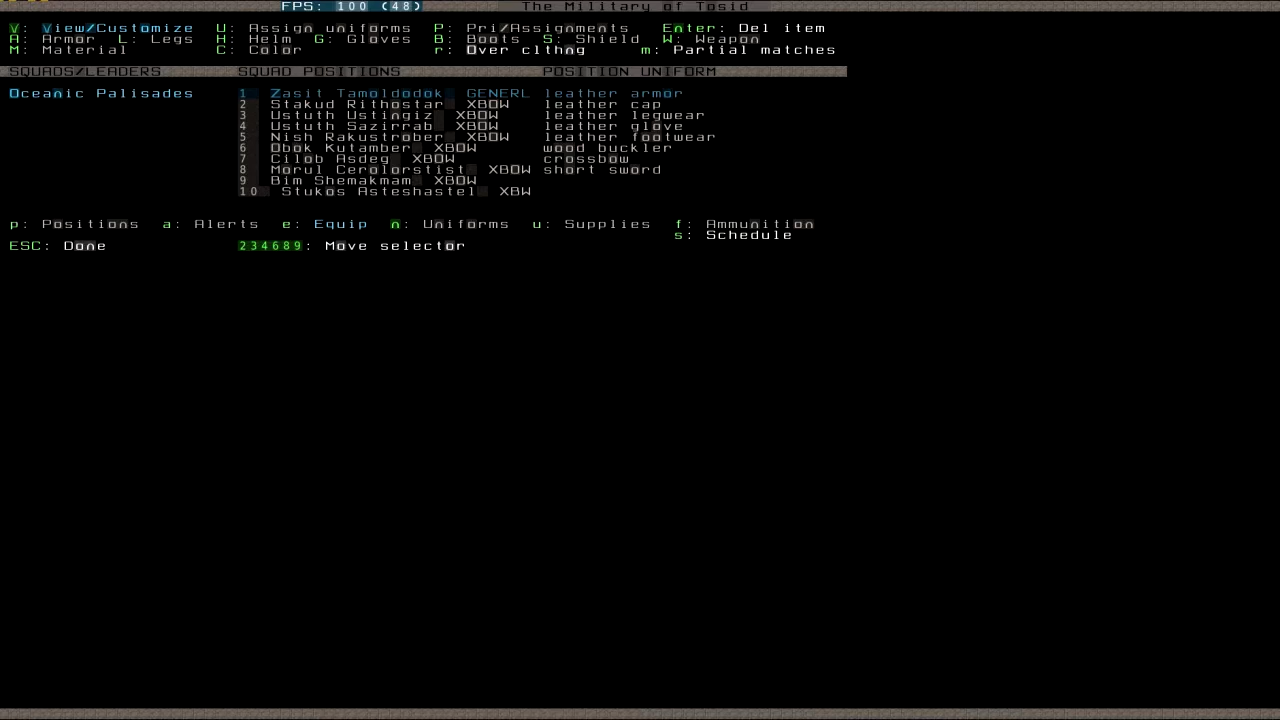 FPS: 100 (48) The Military of Tosid
V: View/Customize U: Assign uniforms P: Pri/Assignments Enter: Del item
A: Armor L: Legs H: Helm G: Gloves B: Boots S: Shield W: Weapon
M: Material C: Color r: Over clthng m: Partial matches
SQUADS/LEADERS SQUAD POSITIONS POSITION UNIFORM
Oceanic Palisades 1 Zasit Tamoldodok GENERL leather armor
2 Stakud Rithostar XBOW leather cap
3 Ustuth Ustingiz XBOW leather legwear
4 Ustuth Sazirrab XBOW leather glove
5 Nish Rakustrober XBOW leather footwear
6 Obok Kutamber XBOW wood buckler
7 Cilob Asdeg XBOW crossbow
8 Morul Cerolorstist XBOW short sword
9 Bim Shemakmam XBOW
10 Stukos Asteshastel XBW
p: Positions a: Alerts e: Equip n: Uniforms u: Supplies f: Ammunition
s: Schedule
ESC: Done 234689: Move selector